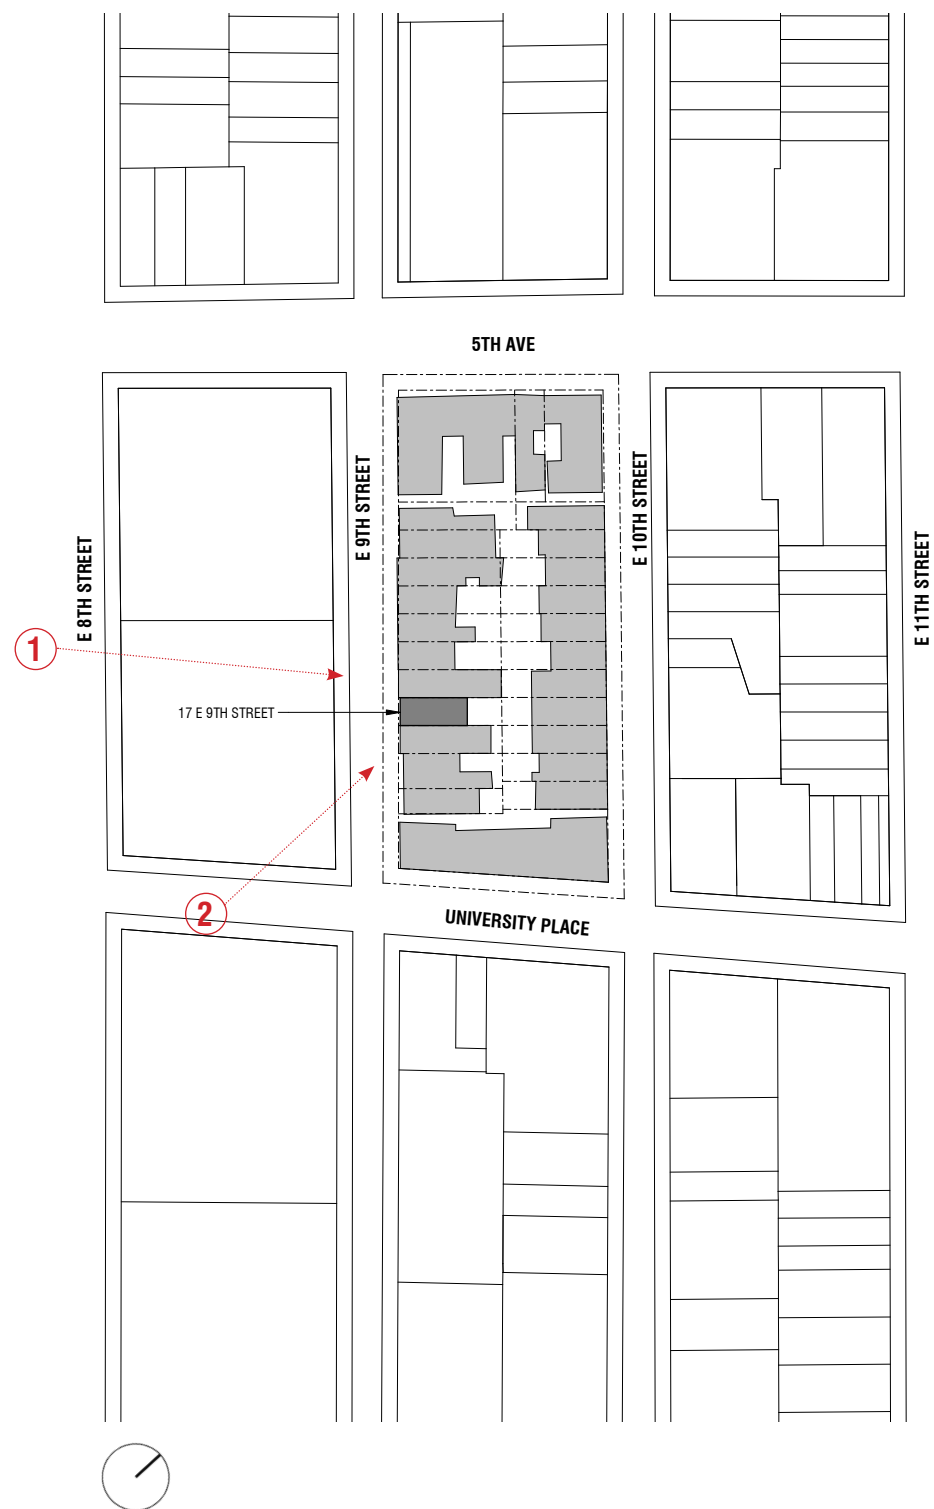 5TH AVE
E 8TH STREET
E 9TH STREET
E 10TH STREET
E 11TH STREET
1
17 E 9TH STREET
2
UNIVERSITY PLACE